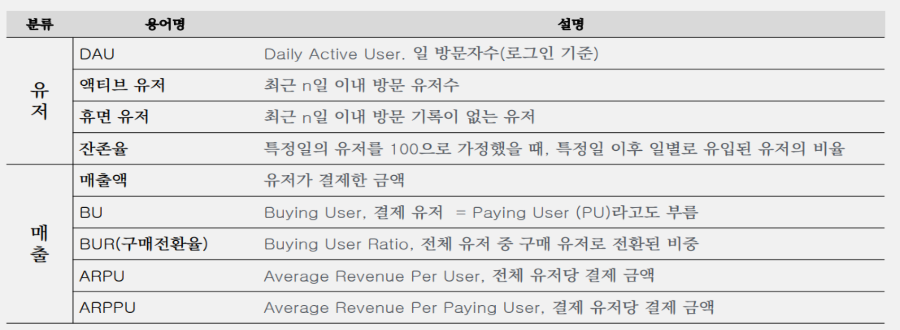 분류 용어명 설명
유저
DAU Daily Active User. 일 방문자수(로그인 기준)
액티브 유저 최근 n일 이내 방문 유저수
휴면 유저 최근 n일 이내 방문 기록이 없는 유저
잔존율 특정일의 유저를 100으로 가정했을 때, 특정일 이후 일별로 유입된 유저의 비율
매출
매출액 유저가 결제한 금액
BU Buying User, 결제 유저 = Paying User (PU)라고도 부름
BUR(구매전환율) Buying User Ratio, 전체 유저 중 구매 유저로 전환된 비중
ARPU Average Revenue Per User, 전체 유저당 결제 금액
ARPPU Average Revenue Per Paying User, 결제 유저당 결제 금액